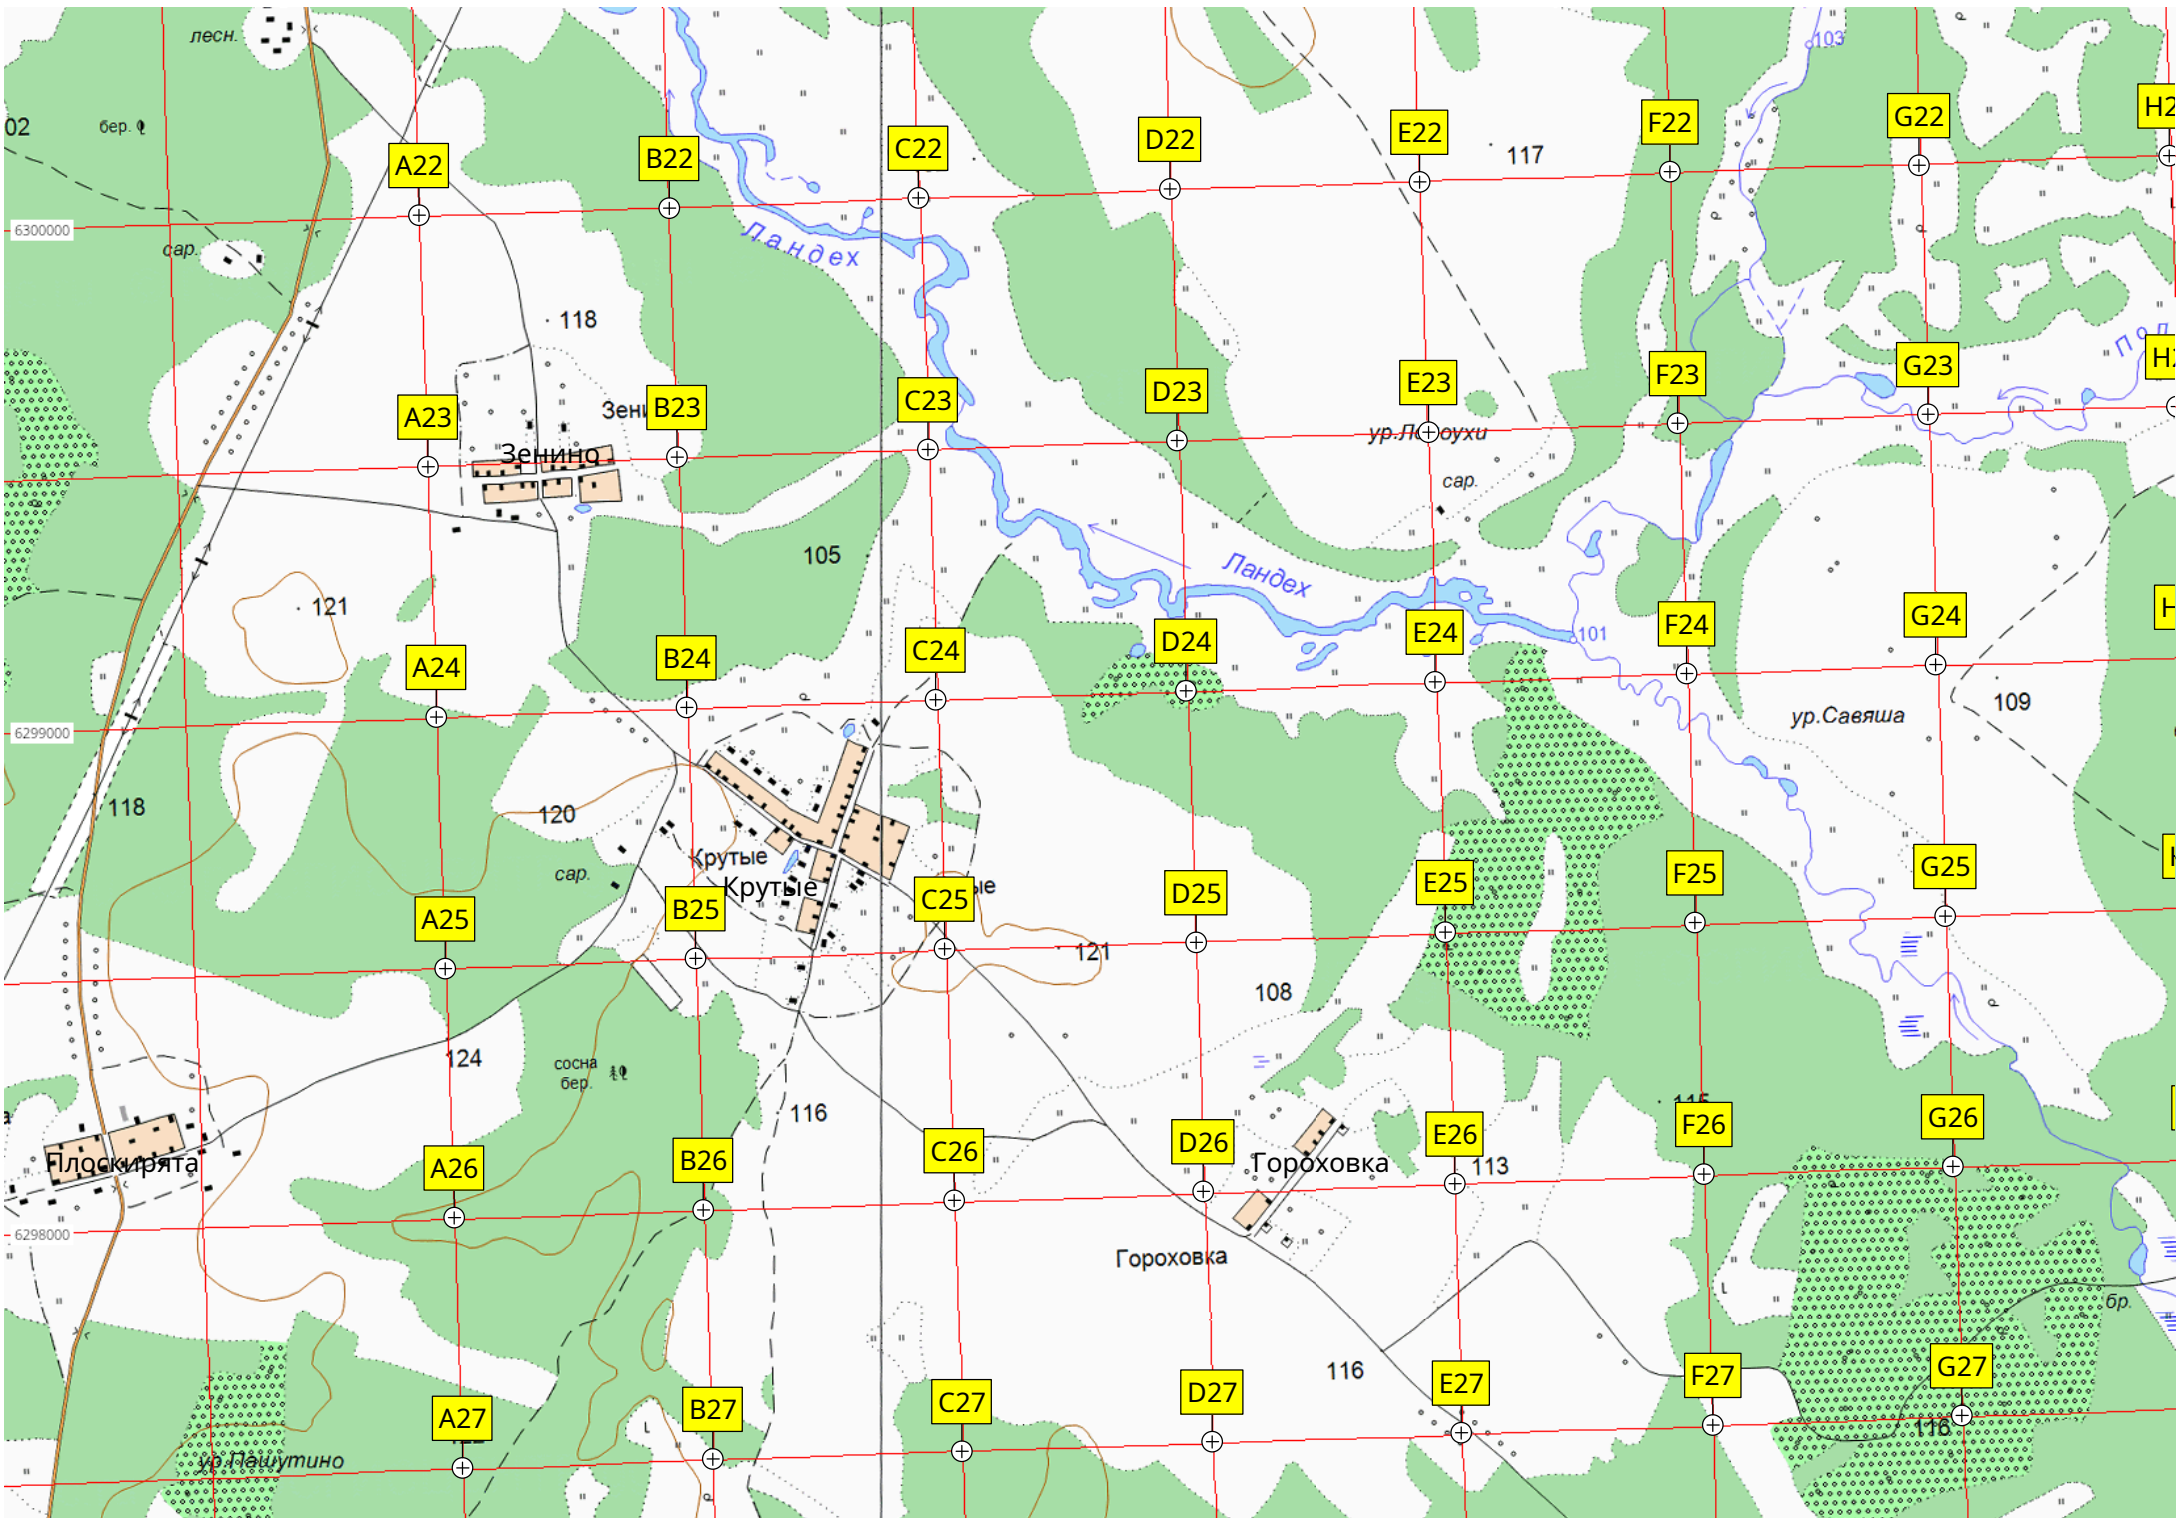 лесн.
103
02
бер.
A22
B22
C22
D22
E22
117
F22
G22
6300000
сар.
Ландех
118
A23
Зенино
B23
C23
D23
E23
F23
G23
ур.
сар.
105
121
Ландех
101
A24
B24
C24
D24
E24
F24
G24
109
ур.Савяша
6299000
118
120
сар.
Крутые
Крутые
A25
B25
C25
D25
E25
F25
G25
121
108
124
сосна
бер.
116
115
Плоскирята
A26
B26
C26
D26
Гороховка
E26
113
F26
G26
6298000
Гороховка
бр.
116
A27
B27
C27
D27
E27
F27
G27
116
ур.Пашутино